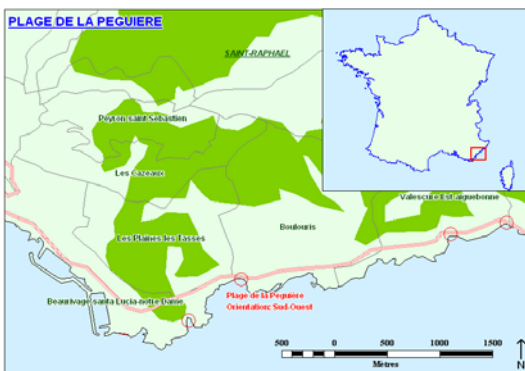 PLAGE DE LA PEGUIERE
SAINT-RAPHAEL
Peyron saint Sébastien
Les Cazeaux
Valescure Est-aiguebonne
Boulouris
Les Plaines les Tasses
Beaurivage santa Lucia-notre Dame
Plage de la Peguière
Orientation: Sud-Ouest
500 0 500 1000 1500
Mètres
N